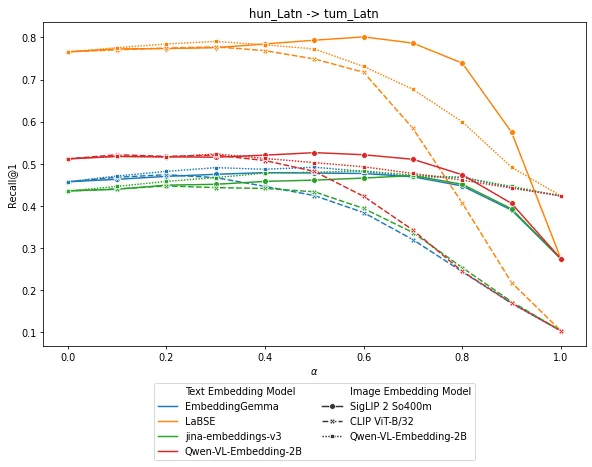 hun_Latn -> tum_Latn
Recall@1
0.8
0.7
0.6
0.5
0.4
0.3
0.2
0.1
0.0 0.2 0.4 0.6 0.8 1.0
α
Text Embedding Model
EmbeddingGemma
LaBSE
jina-embeddings-v3
Qwen-VL-Embedding-2B
Image Embedding Model
SigLIP 2 So400m
CLIP ViT-B/32
Qwen-VL-Embedding-2B